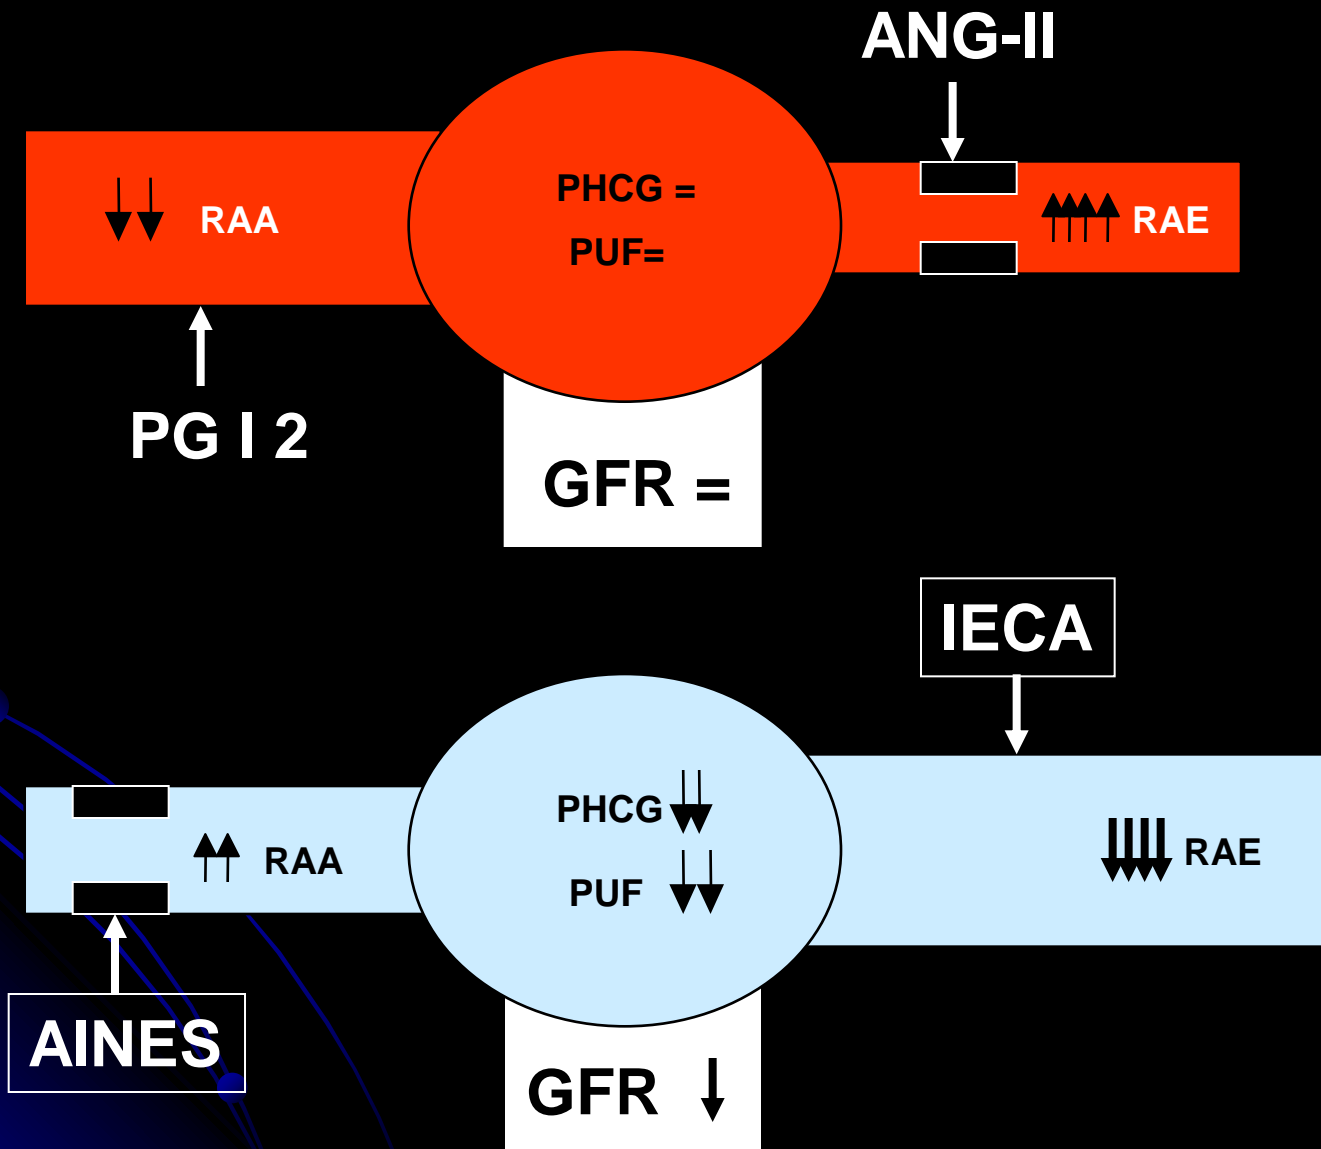 ANG-II
PHCG =
RAA
RAE
PUF=
PG I 2
GFR =
IECA
PHCG
RAA
RAE
PUF
AINES
GFR